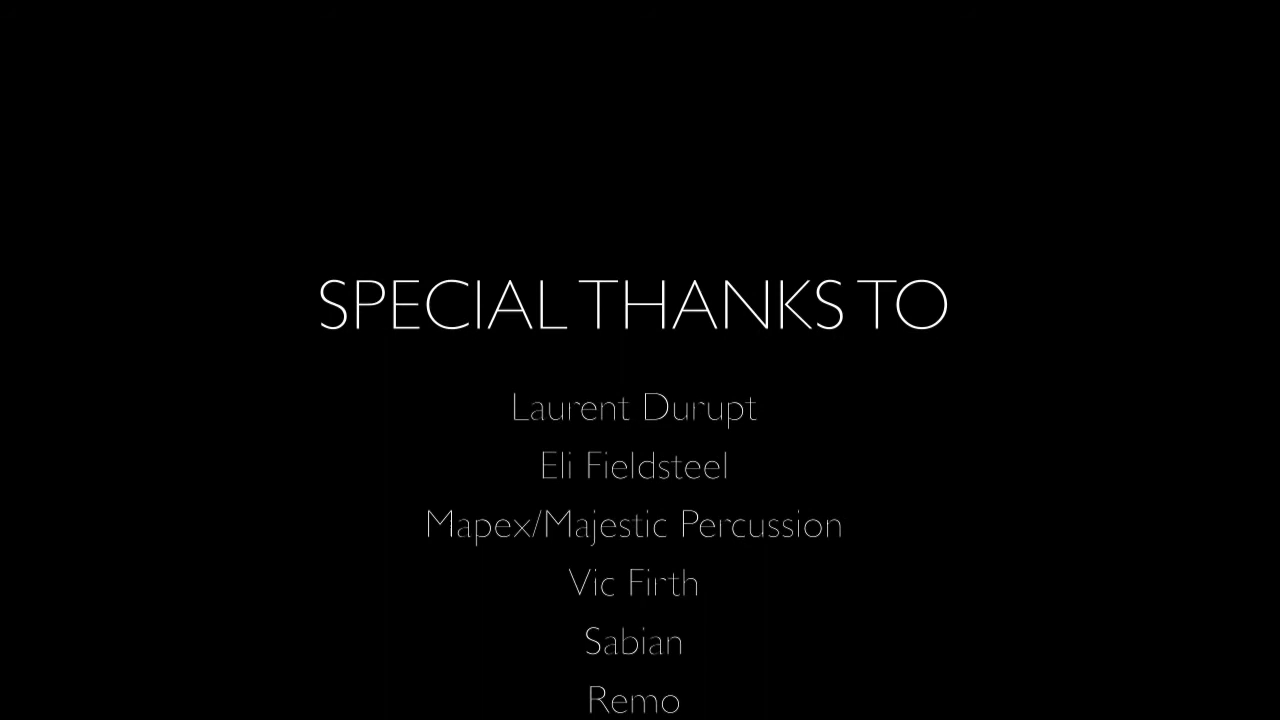 SPECIAL THANKS TO
Laurent Durupt
Eli Fieldsteel
Mapex/Majestic Percussion
Vic Firth
Sabian
Remo